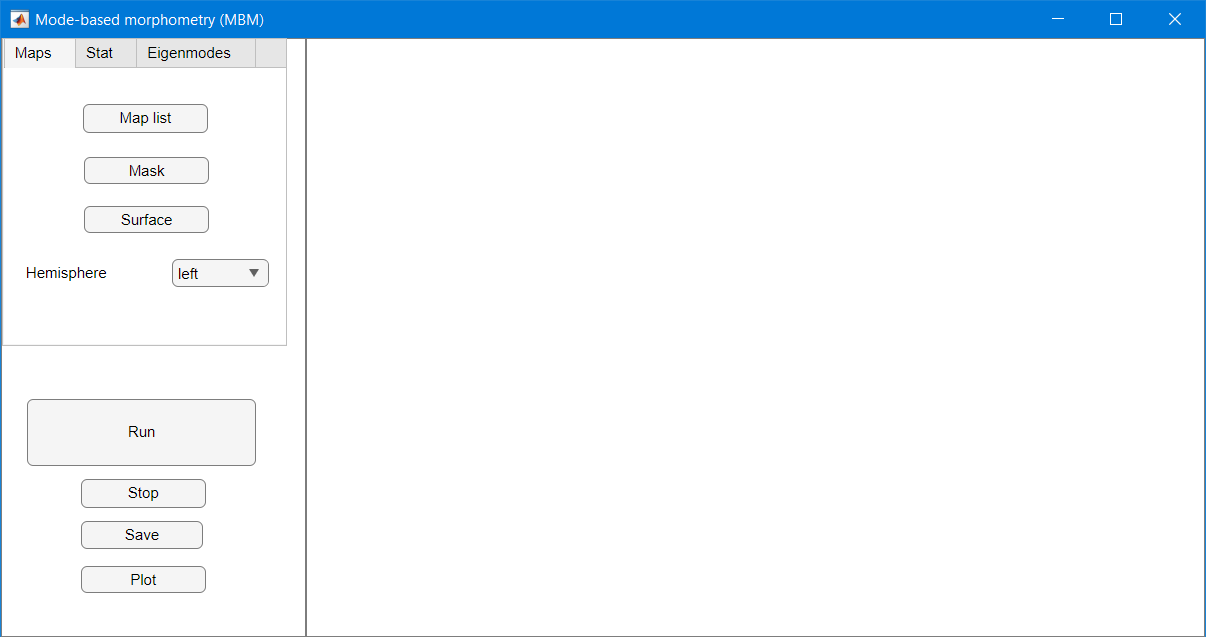 Mode-based morphometry (MBM)
Maps Stat Eigenmodes
Map list
Mask
Surface
Hemisphere left
Run
Stop
Save
Plot